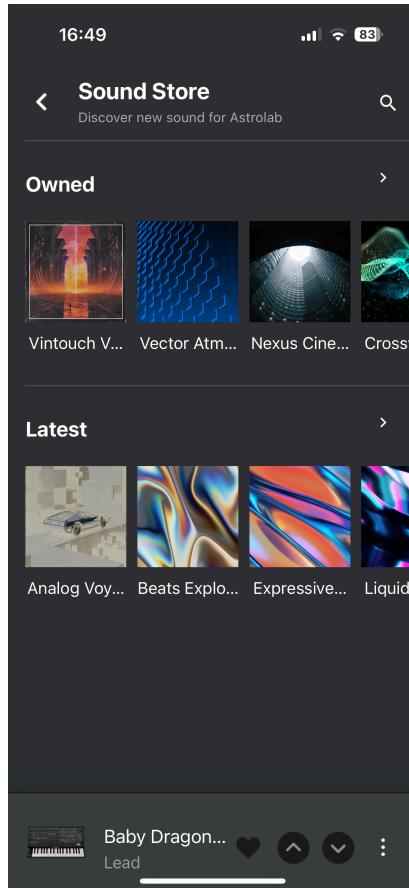 16:49
83
Sound Store
Discover new sound for Astrolab
Owned
Vintouch V...
Vector Atm...
Nexus Cine...
Cross
Latest
Analog Voy...
Beats Explo...
Expressive...
Liquid
Baby Dragon...
Lead